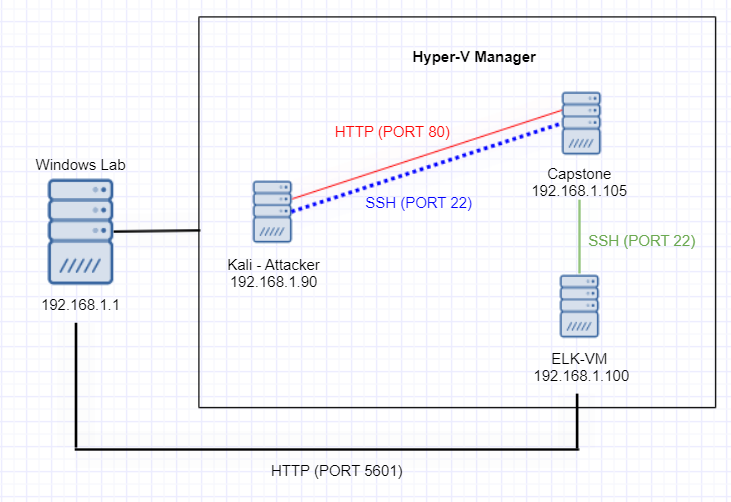 Hyper-V Manager
HTTP (PORT 80)
Capstone
192.168.1.105
Windows Lab
SSH (PORT 22)
SSH (PORT 22)
Kali - Attacker
192.168.1.90
192.168.1.1
ELK-VM
192.168.1.100
HTTP (PORT 5601)